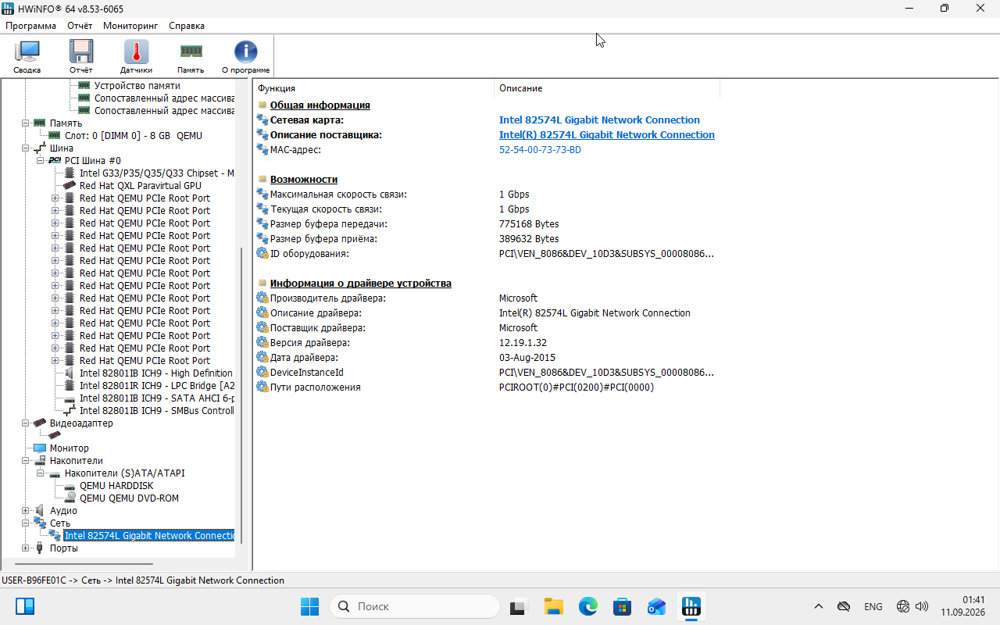 HWiNFO® 64 v8.53-6065
Программа Отчёт Мониторинг Справка
Сводка Отчёт Датчики Память О программе
Устройство памяти
Сопоставленный адрес массива
Сопоставленный адрес массива
Память
Слот: 0 [DIMM 0] - 8 GB QEMU
Шина
PCI Шина #0
Intel G33/P35/Q35/Q33 Chipset - M
Red Hat QXL Paravirtual GPU
Red Hat QEMU PCIe Root Port
Red Hat QEMU PCIe Root Port
Red Hat QEMU PCIe Root Port
Red Hat QEMU PCIe Root Port
Red Hat QEMU PCIe Root Port
Red Hat QEMU PCIe Root Port
Red Hat QEMU PCIe Root Port
Red Hat QEMU PCIe Root Port
Red Hat QEMU PCIe Root Port
Red Hat QEMU PCIe Root Port
Red Hat QEMU PCIe Root Port
Red Hat QEMU PCIe Root Port
Red Hat QEMU PCIe Root Port
Red Hat QEMU PCIe Root Port
Intel 82801IB ICH9 - High Definition
Intel 82801IR ICH9 - LPC Bridge [A2
Intel 82801IB ICH9 - SATA AHCI 6-p
Intel 82801IB ICH9 - SMBus Controll
Видеоадаптер
Монитор
Накопители
Накопители (S)ATA/ATAPI
QEMU HARDDISK
QEMU QEMU DVD-ROM
Аудио
Сеть
Intel 82574L Gigabit Network Connectio
Порты
Функция Описание
Общая информация
Сетевая карта: Intel 82574L Gigabit Network Connection
Описание поставщика: Intel(R) 82574L Gigabit Network Connection
MAC-адрес: 52-54-00-73-73-BD
Возможности
Максимальная скорость связи: 1 Gbps
Текущая скорость связи: 1 Gbps
Размер буфера передачи: 775168 Bytes
Размер буфера приёма: 389632 Bytes
ID оборудования: PCI\VEN_8086&DEV_10D3&SUBSYS_00008086...
Информация о драйвере устройства
Производитель драйвера: Microsoft
Описание драйвера: Intel(R) 82574L Gigabit Network Connection
Поставщик драйвера: Microsoft
Версия драйвера: 12.19.1.32
Дата драйвера: 03-Aug-2015
DeviceInstanceId PCI\VEN_8086&DEV_10D3&SUBSYS_00008086...
Пути расположения PCIROOT(0)#PCI(0200)#PCI(0000)
USER-B96FE01C -> Сеть -> Intel 82574L Gigabit Network Connection
Поиск
ENG
01:41
11.09.2026